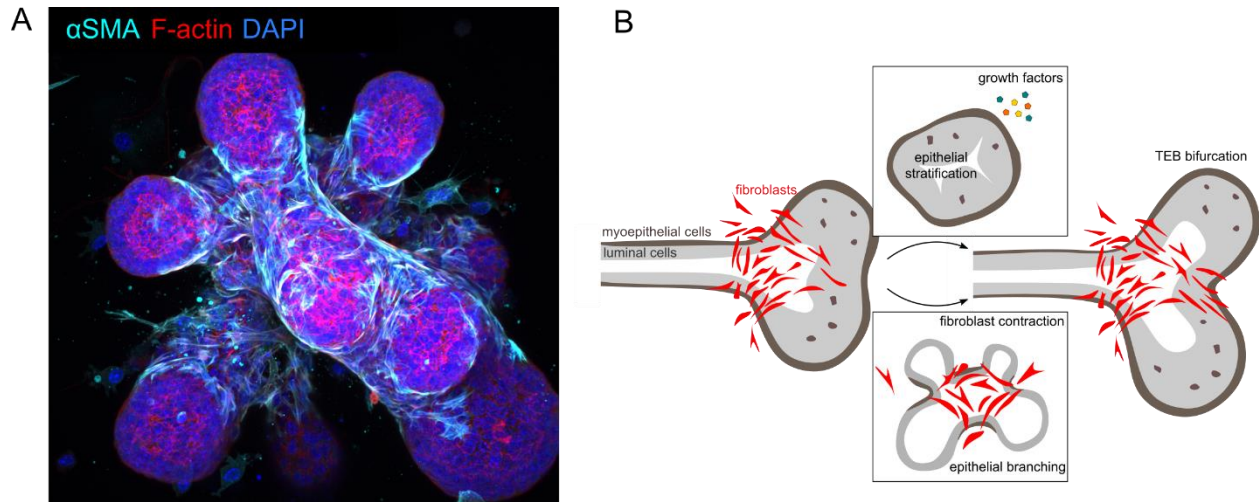 A
αSMA F-actin DAPI
B
growth factors
epithelial
stratification
TEB bifurcation
fibroblasts
myoepithelial cells
luminal cells
fibroblast contraction
epithelial branching